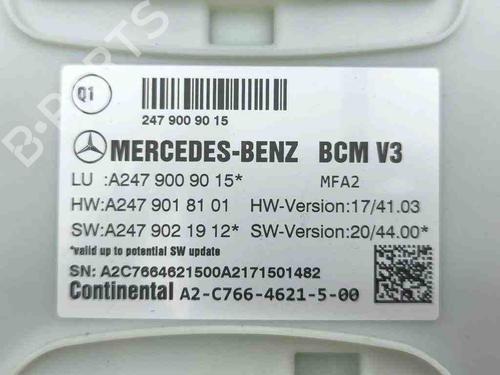 Q1
247 900 90 15
MERCEDES-BENZ BCM V3
LU :A247 900 90 15* MFA2
HW:A247 901 81 01 HW-Version:17/41.03
SW:A247 902 19 12* SW-Version:20/44.00*
*valid up to potential SW update
SN: A2C7664621500A2171501482
Continental A2-C766-4621-5-00
B-PARTS